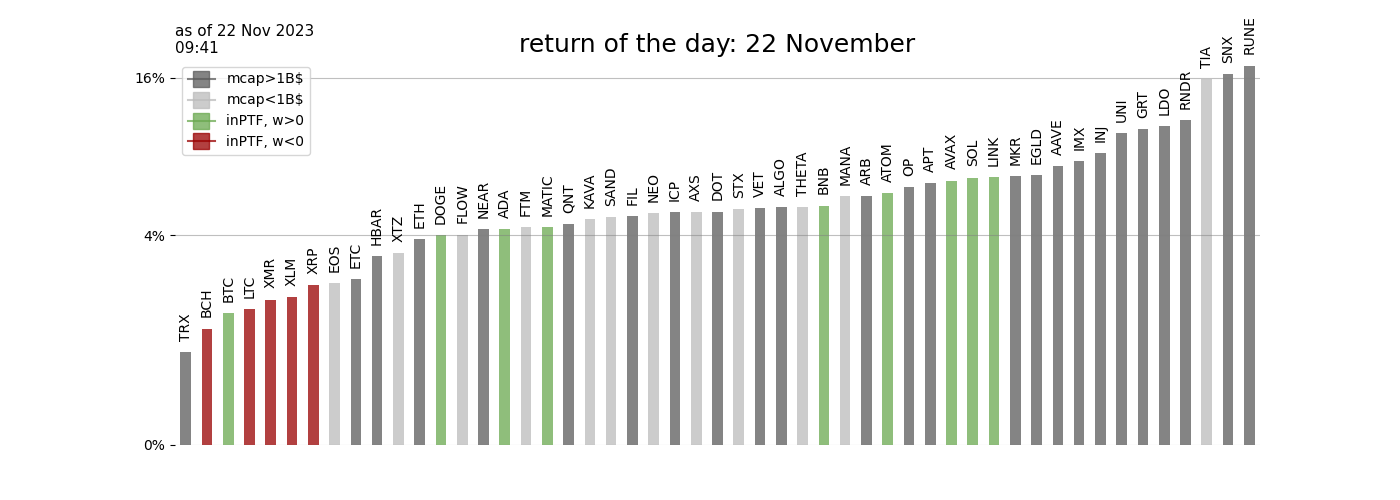 as of 22 Nov 2023
09:41
return of the day: 22 November
mcap>1B$
mcap<1B$
inPTF, w>0
inPTF, w<0
16%
4%
0%
TRX
BCH
BTC
LTC
XMR
XLM
XRP
EOS
ETC
HBAR
XTZ
ETH
DOGE
FLOW
NEAR
ADA
FTM
MATIC
QNT
KAVA
SAND
FIL
NEO
ICP
AXS
DOT
STX
VET
ALGO
THETA
BNB
MANA
ARB
ATOM
OP
APT
AVAX
SOL
LINK
MKR
EGLD
AAVE
IMX
INJ
UNI
GRT
LDO
RNDR
TIA
SNX
RUNE